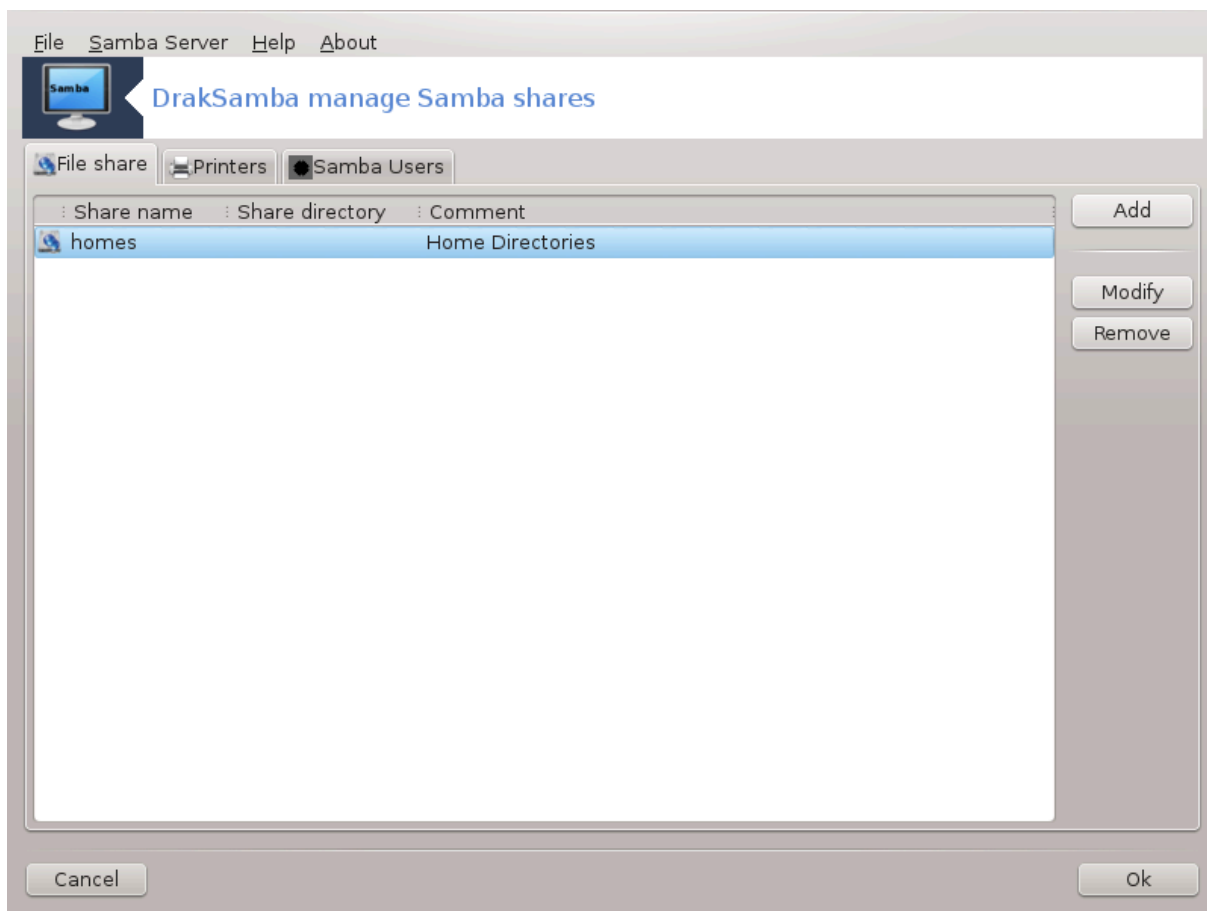 File Samba Server Help About
Samba
DrakSamba manage Samba shares
File share Printers Samba Users
Share name Share directory Comment
homes Home Directories
Add
Modify
Remove
Cancel Ok